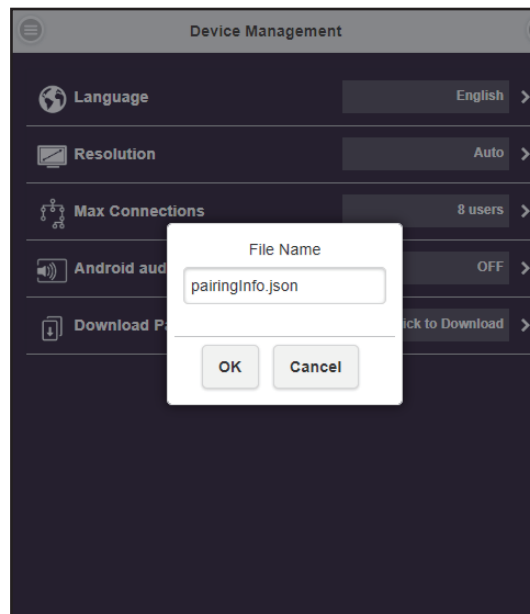 Device Management
Language English
Resolution Auto
Max Connections 8 users
File Name
Android aud OFF
pairingInfo.json
Download Pa ick to Download
OK Cancel